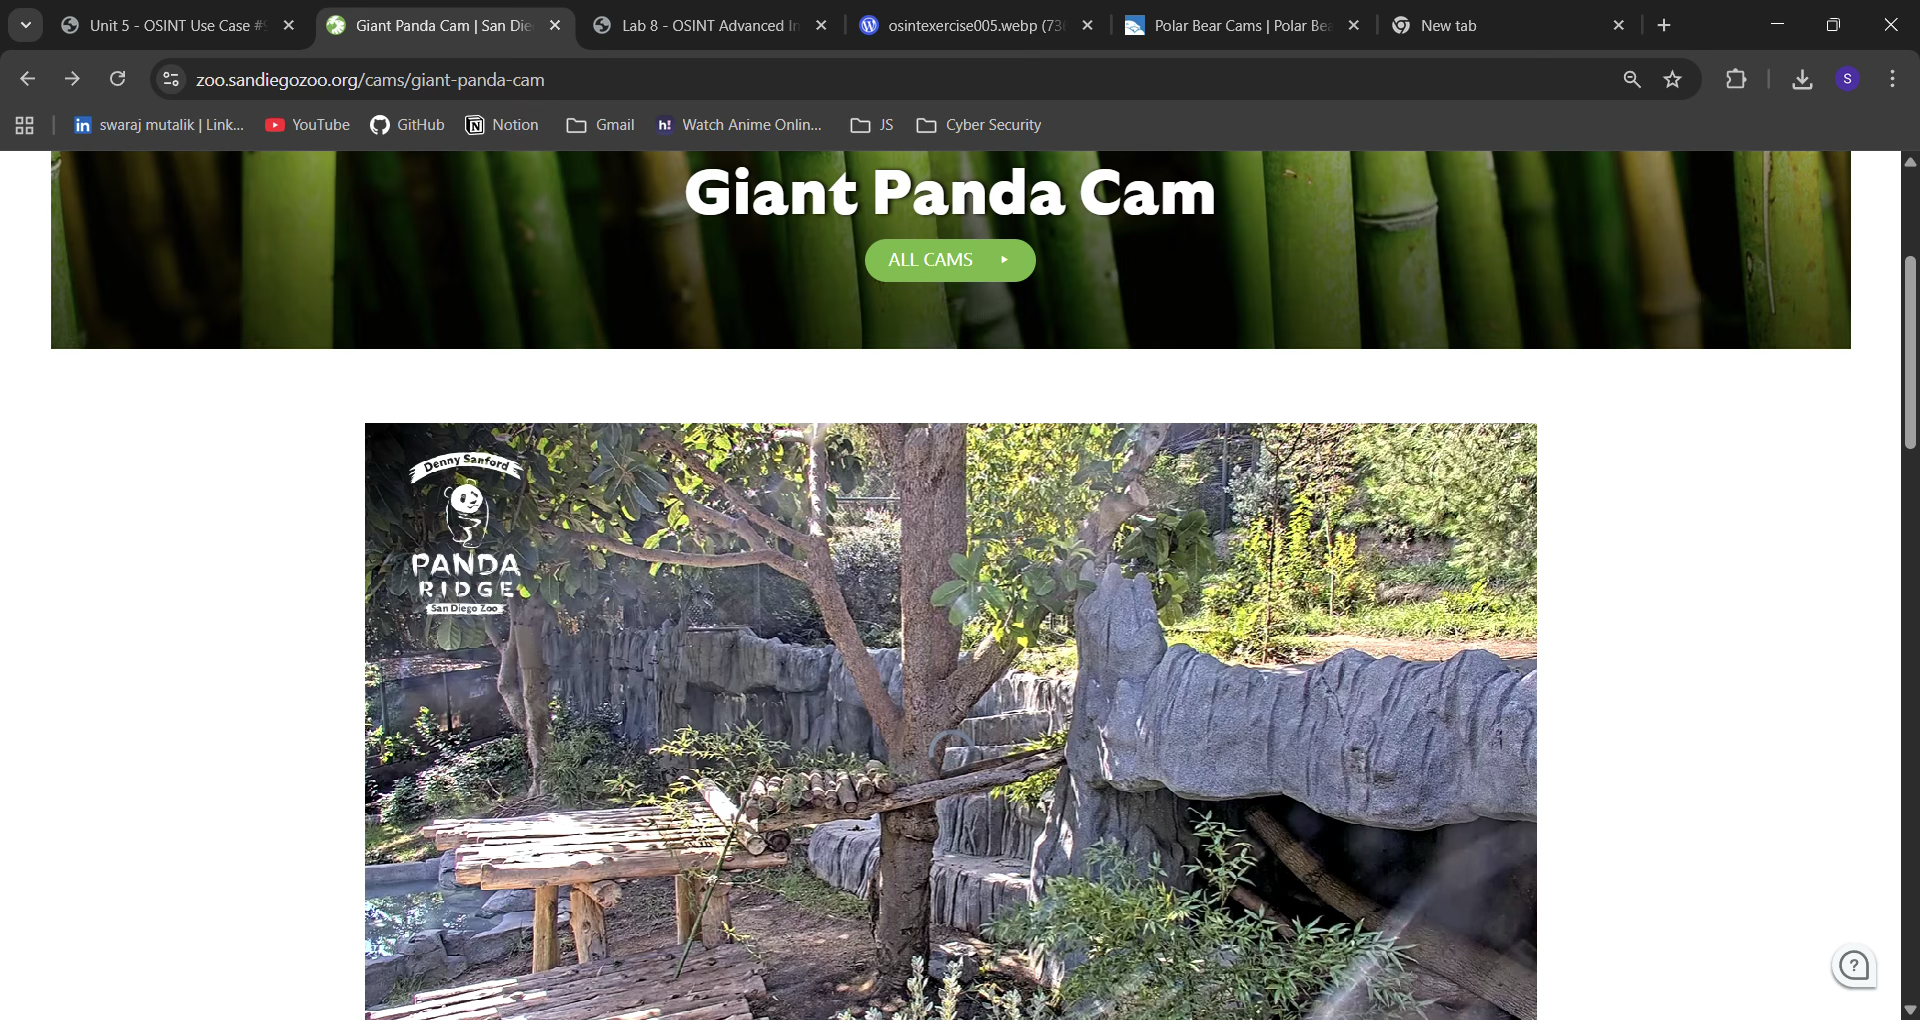 Unit 5 - OSINT Use Case #
Giant Panda Cam | San Die
Lab 8 - OSINT Advanced In
osintexercise005.webp (73
Polar Bear Cams | Polar Be
New tab
zoo.sandiegozoo.org/cams/giant-panda-cam
S
swaraj mutalik | Link...
YouTube
GitHub
Notion
Gmail
h! Watch Anime Onlin...
JS
Cyber Security
Giant Panda Cam
ALL CAMS
Denny Sanford
PANDA
RIDGE
San Diego Zoo
?